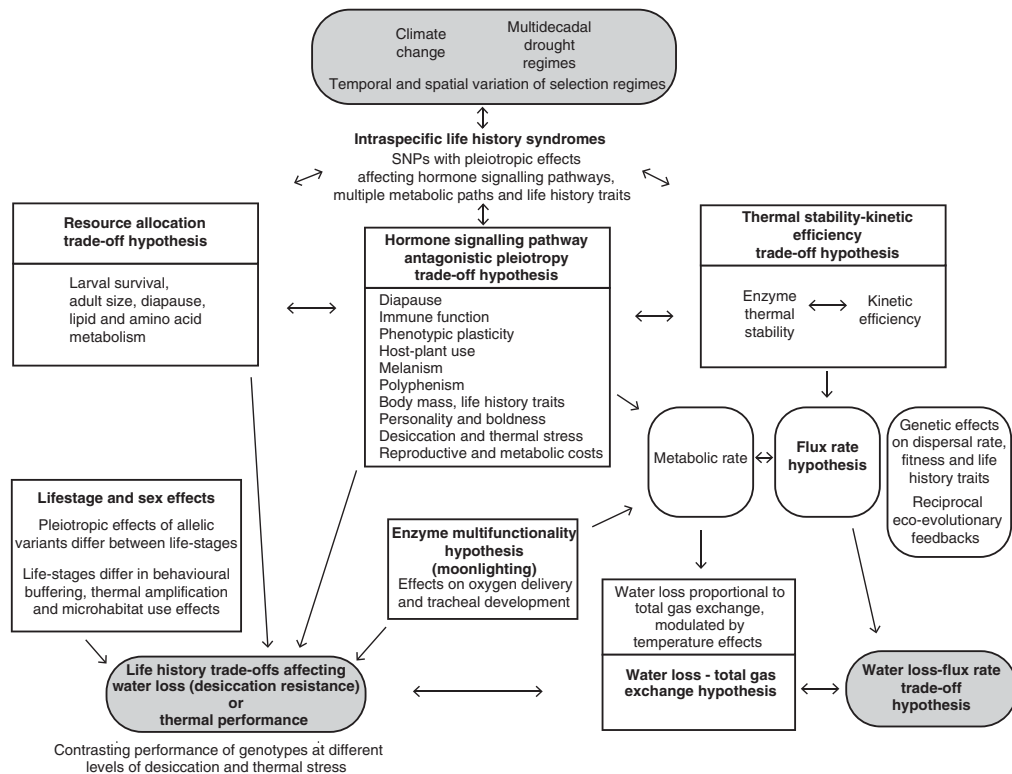 Climate
change
Multidecadal
drought
regimes
Temporal and spatial variation of selection regimes
Intraspecific life history syndromes
SNPs with pleiotropic effects
affecting hormone signalling pathways,
multiple metabolic paths and life history traits
Resource allocation
trade-off hypothesis
Larval survival,
adult size, diapause,
lipid and amino acid
metabolism
Hormone signalling pathway
antagonistic pleiotropy
trade-off hypothesis
Diapause
Immune function
Phenotypic plasticity
Host-plant use
Melanism
Polyphenism
Body mass, life history traits
Personality and boldness
Desiccation and thermal stress
Reproductive and metabolic costs
Thermal stability-kinetic
efficiency
trade-off hypothesis
Enzyme
thermal
stability
Kinetic
efficiency
Metabolic rate
Flux rate
hypothesis
Genetic effects
on dispersal rate,
fitness and life
history traits
Reciprocal
eco-evolutionary
feedbacks
Lifestage and sex effects
Pleiotropic effects of allelic
variants differ between life-stages
Life-stages differ in behavioural
buffering, thermal amplification
and microhabitat use effects
Enzyme multifunctionality
hypothesis
(moonlighting)
Effects on oxygen delivery
and tracheal development
Water loss proportional to
total gas exchange,
modulated by
temperature effects
Water loss - total gas
exchange hypothesis
Life history trade-offs affecting
water loss (desiccation resistance)
or
thermal performance
Water loss-flux rate
trade-off
hypothesis
Contrasting performance of genotypes at different
levels of desiccation and thermal stress